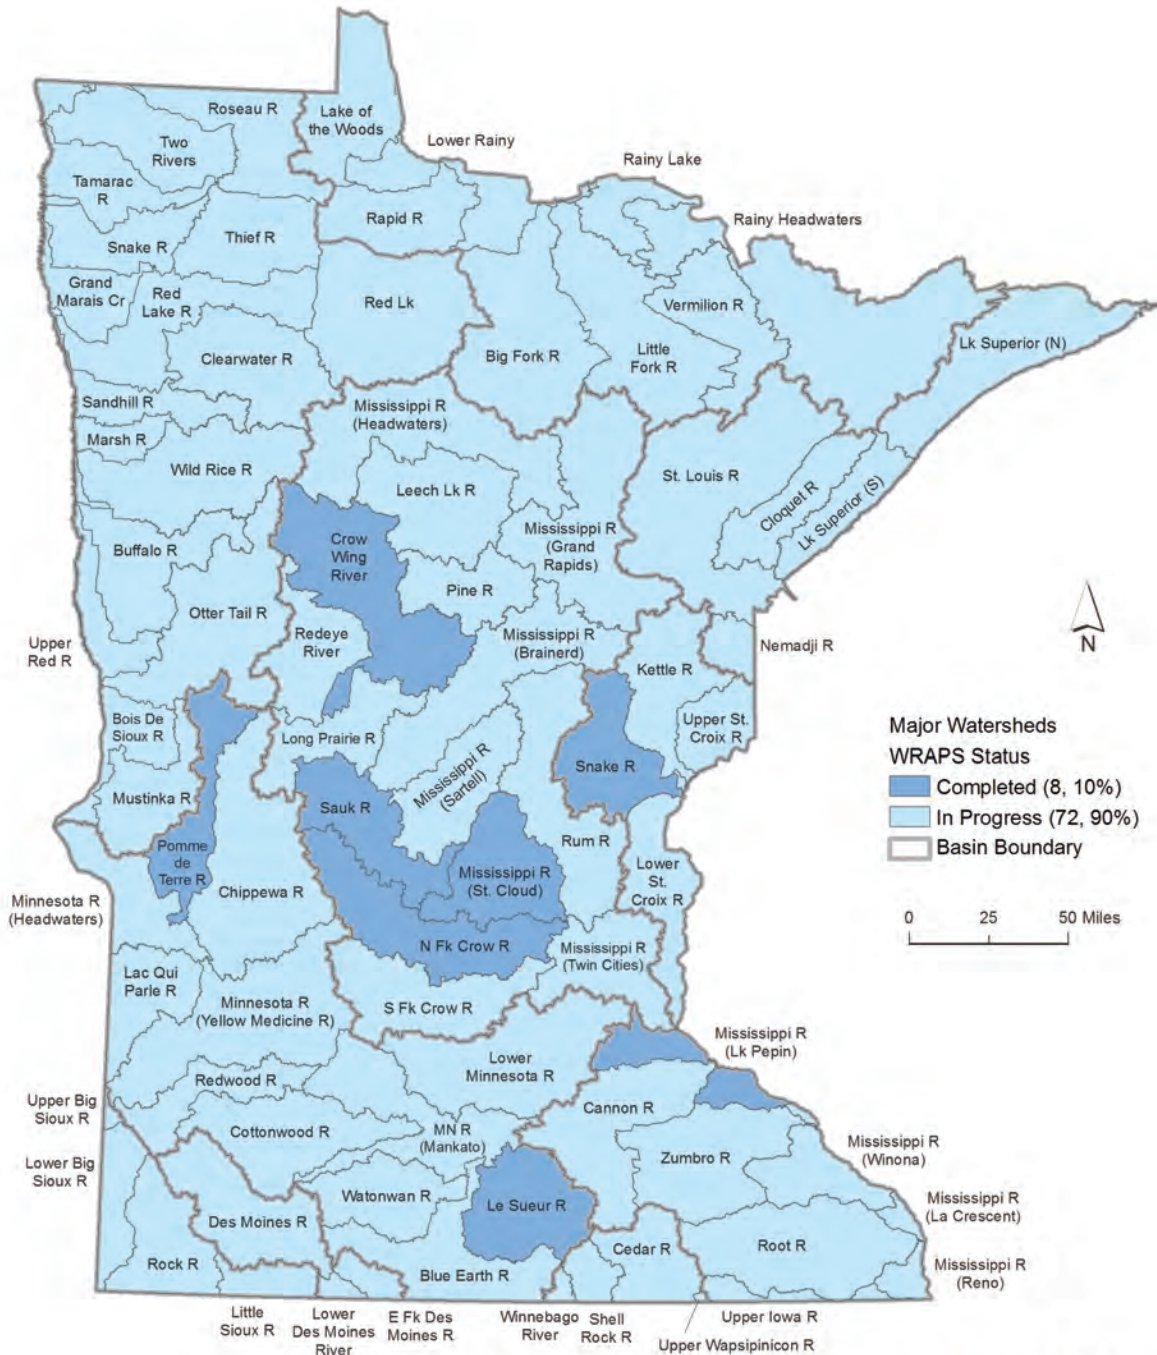 Roseau R
Lake of
the Woods
Two
Rivers
Lower Rainy
Rainy Lake
Tamarac
R
Rapid R
Rainy Headwaters
Snake R
Thief R
Grand
Marais Cr
Red
Lake R
Red Lk
Vermilion R
Lk Superior (N)
Clearwater R
Big Fork R
Little
Fork R
Sandhill R
Mississippi R
(Headwaters)
Marsh R
Wild Rice R
Leech Lk R
St. Louis R
Cloquet R
Lk Superior (S)
Crow
Wing
River
Mississippi R
(Grand
Rapids)
Buffalo R
Pine R
Otter Tail R
Redeye
River
Mississippi R
(Brainerd)
Nemadji R
N
Upper
Red R
Kettle R
Bois De
Sioux R
Long Prairie R
Upper St.
Croix R
Mississippi R
(Sartell)
Snake R
Major Watersheds
WRAPS Status
Completed (8, 10%)
In Progress (72, 90%)
Basin Boundary
Mustinka R
Sauk R
Pomme
de
Terre R
Rum R
Lower
St.
Croix R
Mississippi R
(St. Cloud)
Chippewa R
Minnesota R
(Headwaters)
0 25 50 Miles
N Fk Crow R
Mississippi R
(Twin Cities)
Lac Qui
Parle R
Minnesota R
(Yellow Medicine R)
S Fk Crow R
Mississippi R
(Lk Pepin)
Lower
Minnesota R
Redwood R
Upper Big
Sioux R
Cannon R
Cottonwood R
MN R
(Mankato)
Mississippi R
(Winona)
Lower Big
Sioux R
Zumbro R
Watonwan R
Le Sueur R
Mississippi R
(La Crescent)
Des Moines R
Rock R
Blue Earth R
Cedar R
Root R
Mississippi R
(Reno)
Little
Sioux R
Lower
Des Moines
River
E Fk Des
Moines R
Winnebago
River
Shell
Rock R
Upper Iowa R
Upper Wapsipinicon R